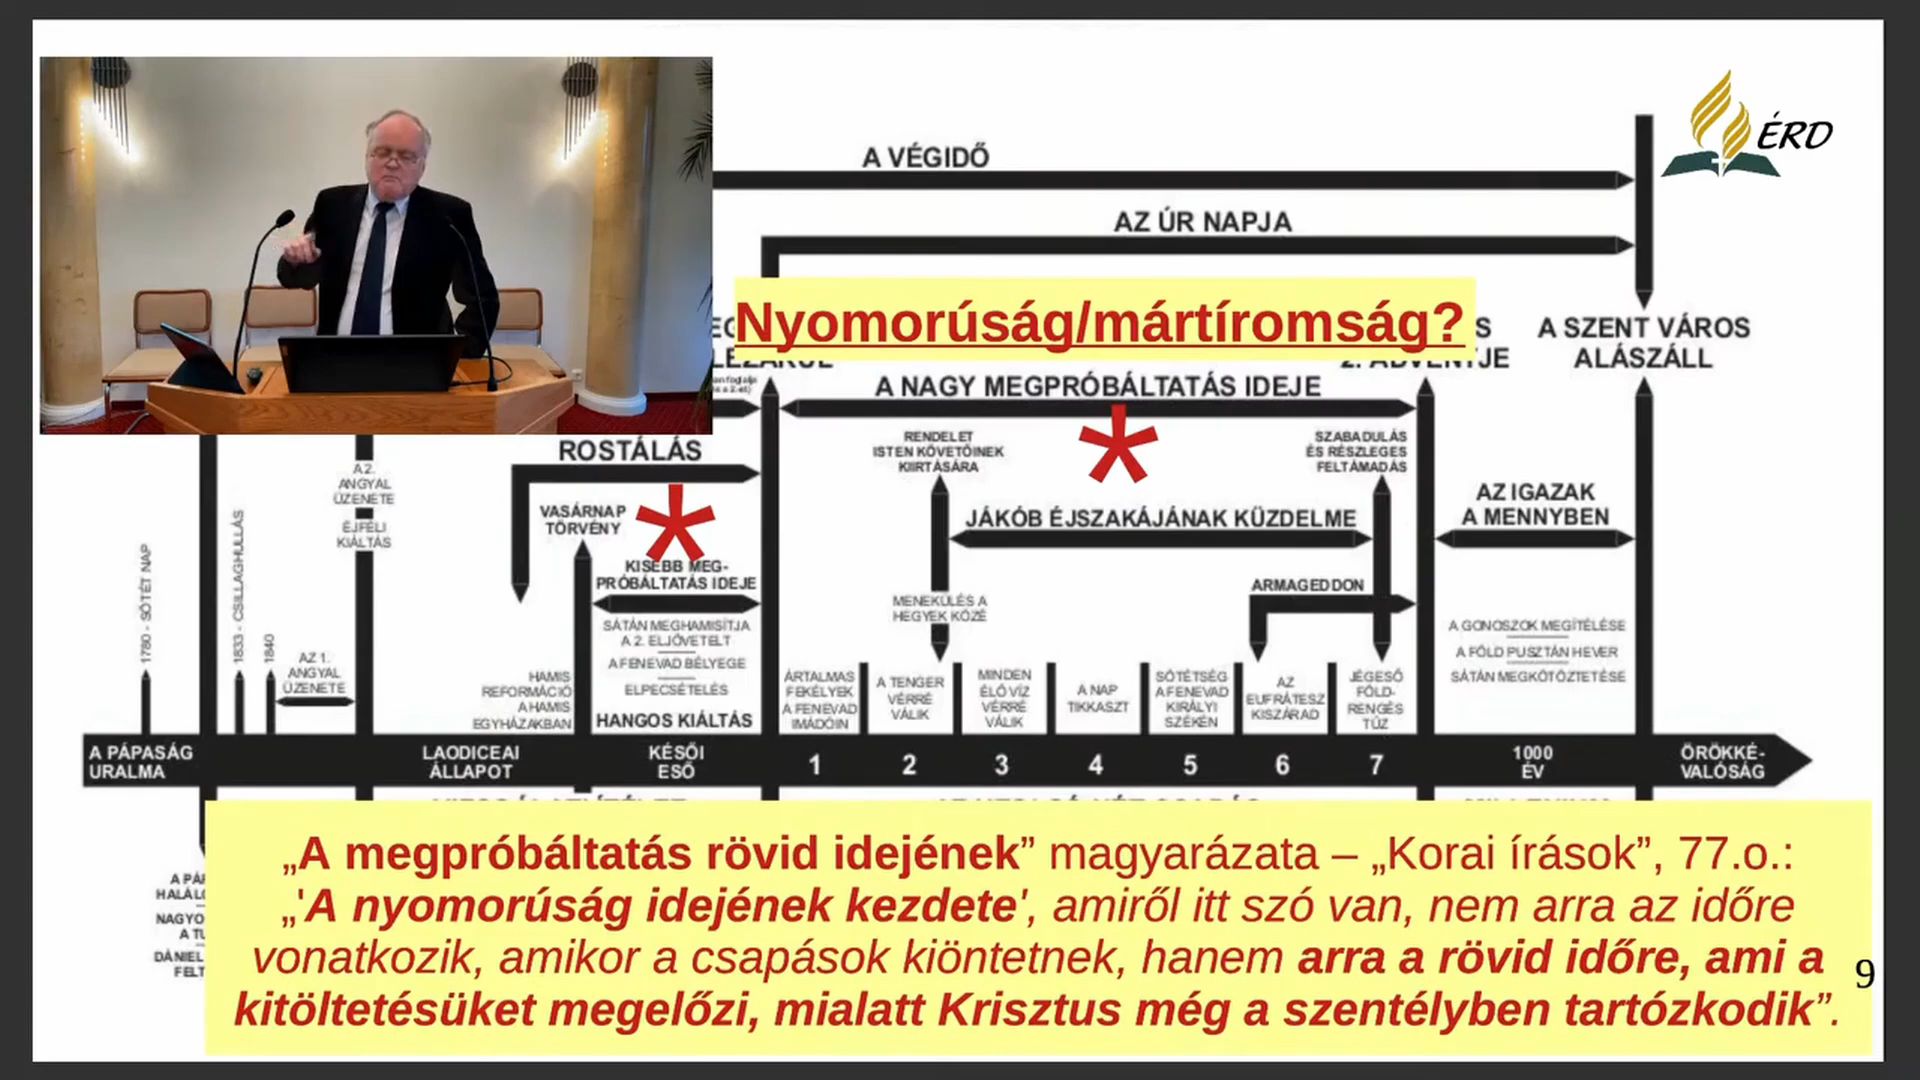 A VÉGIDŐ
ÉRD
AZ ÚR NAPJA
Nyomorúság/mártíromság?
A SZENT VÁROS
ALÁSZÁLL
2. ADVENTJE
A NAGY MEGPRÓBÁLTATÁS IDEJE
ROSTÁLÁS
RENDELET
ISTEN KÖVETŐINEK
KIIRTÁSÁRA
SZABADULÁS
ÉS RÉSZLEGES
FELTÁMADÁS
A 2.
ANGYAL
ÜZENETE
ÉJFÉLI
KIÁLTÁS
VASÁRNAP
TÖRVÉNY
JÁKÓB ÉJSZAKÁJÁNAK KÜZDELME
AZ IGAZAK
A MENNYBEN
KISEBB MEG-
PRÓBÁLTATÁS IDEJE
ARMAGEDDON
MENEKÜLÉS A
HEGYEK KÖZÉ
SÁTÁN MEGHAMISÍTJA
A 2. ELJÖVETELT
A FENEVAD BÉLYEGE
ELPECSÉTELÉS
HANGOS KIÁLTÁS
A GONOSZOK MEGÍTÉLÉSE
A FÖLD PUSZTÁN HEVER
SÁTÁN MEGKÖTÖZTETÉSE
1780 - SÖTÉT NAP
1833 - CSILLAGHULLÁS
1840
AZ 1.
ANGYAL
ÜZENETE
HAMIS
REFORMÁCIÓ
A HAMIS
EGYHÁZAKBAN
ÁRTALMAS
FEKÉLYEK
A FENEVAD
IMÁDÓIN
A TENGER
VÉRRÉ
VÁLIK
MINDEN
ÉLŐ VÍZ
VÉRRÉ
VÁLIK
A NAP
TIKKASZT
SÖTÉTSÉG
A FENEVAD
KIRÁLYI
SZÉKÉN
AZ
EUFRÁTESZ
KISZÁRAD
JÉGESŐ
FÖLD-
RENGÉS
TŰZ
A PÁPASÁG
URALMA
LAODICEAI
ÁLLAPOT
KÉSŐI
ESŐ
1
2
3
4
5
6
7
1000
ÉV
ÖRÖKKÉ-
VALÓSÁG
„A megpróbáltatás rövid idejének” magyarázata – „Korai írások”, 77.o.:
„'A nyomorúság idejének kezdete', amiről itt szó van, nem arra az időre
vonatkozik, amikor a csapások kiöntetnek, hanem arra a rövid időre, ami a
kitöltetésüket megelőzi, mialatt Krisztus még a szentélyben tartózkodik”.
9